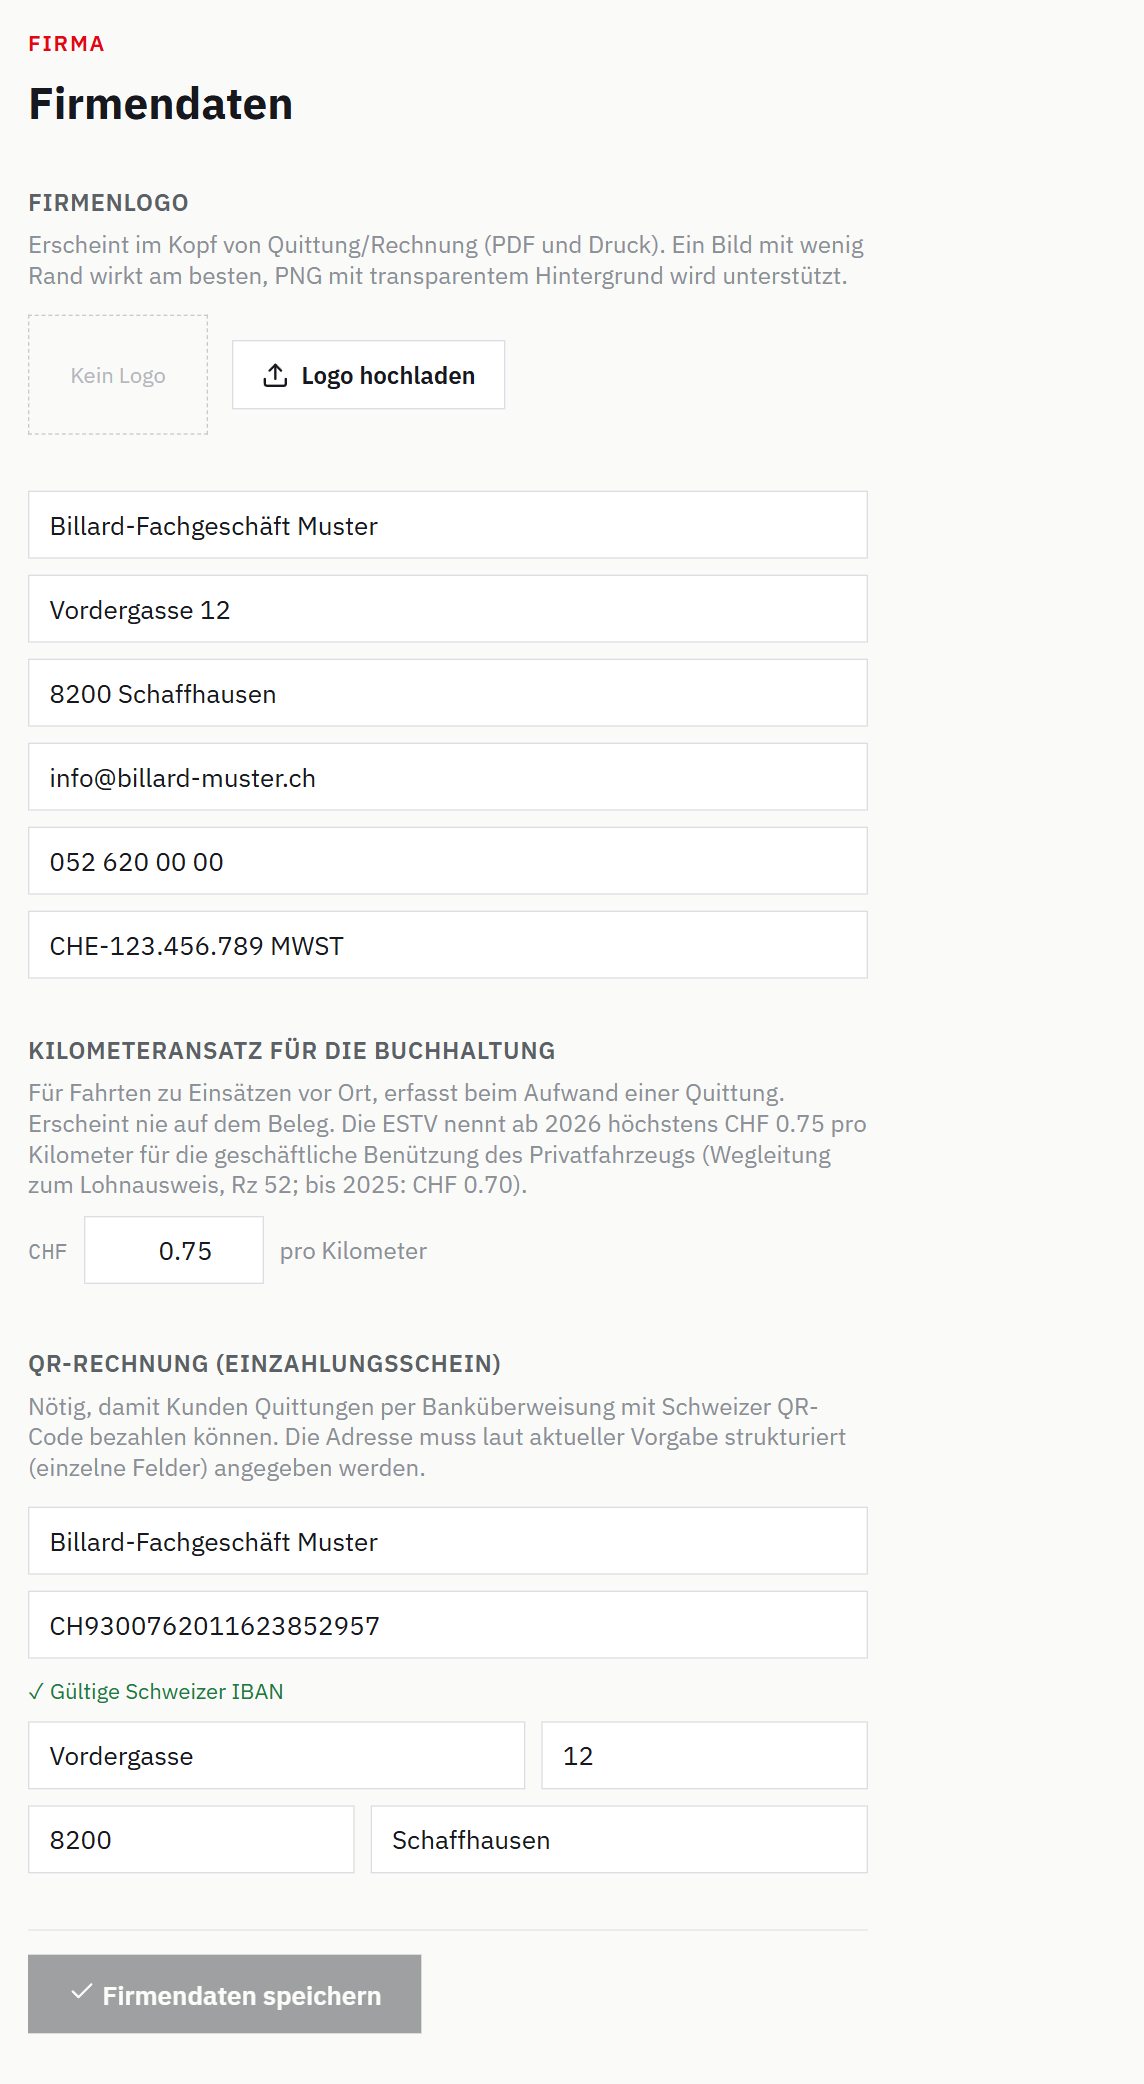 FIRMA
Firmendaten
FIRMENLOGO
Erscheint im Kopf von Quittung/Rechnung (PDF und Druck). Ein Bild mit wenig
Rand wirkt am besten, PNG mit transparentem Hintergrund wird unterstützt.
Kein Logo
Logo hochladen
Billard-Fachgeschäft Muster
Vordergasse 12
8200 Schaffhausen
info@billard-muster.ch
052 620 00 00
CHE-123.456.789 MWST
KILOMETERANSATZ FÜR DIE BUCHHALTUNG
Für Fahrten zu Einsätzen vor Ort, erfasst beim Aufwand einer Quittung.
Erscheint nie auf dem Beleg. Die ESTV nennt ab 2026 höchstens CHF 0.75 pro
Kilometer für die geschäftliche Benützung des Privatfahrzeugs (Wegleitung
zum Lohnausweis, Rz 52; bis 2025: CHF 0.70).
CHF 0.75 pro Kilometer
QR-RECHNUNG (EINZAHLUNGSSCHEIN)
Nötig, damit Kunden Quittungen per Banküberweisung mit Schweizer QR-
Code bezahlen können. Die Adresse muss laut aktueller Vorgabe strukturiert
(einzelne Felder) angegeben werden.
Billard-Fachgeschäft Muster
CH9300762011623852957
✓ Gültige Schweizer IBAN
Vordergasse 12
8200 Schaffhausen
✓ Firmendaten speichern